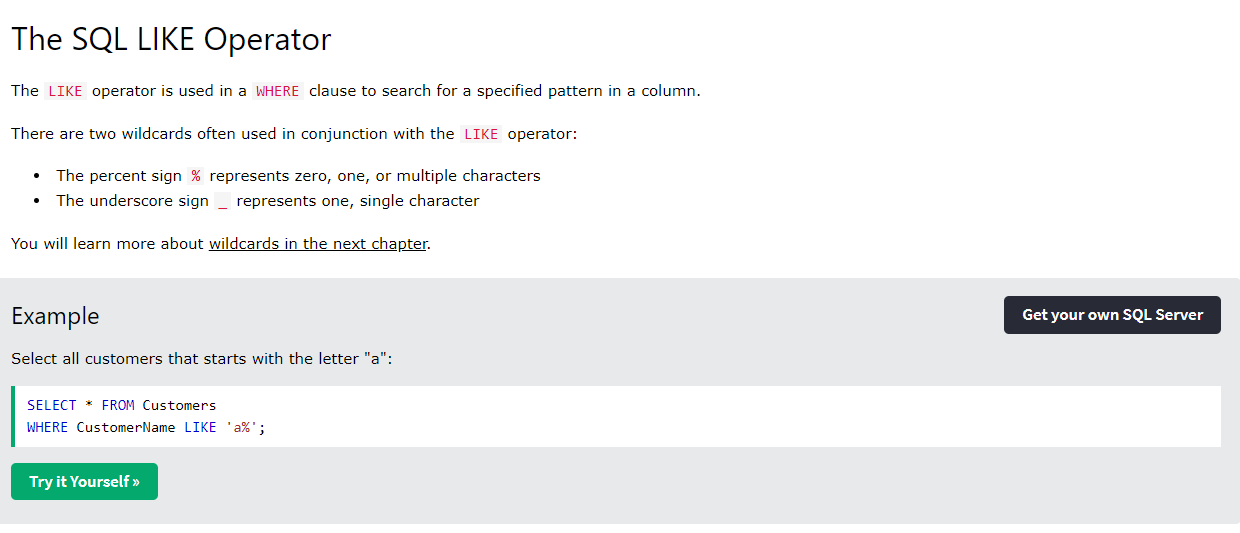 The SQL LIKE Operator
The LIKE operator is used in a WHERE clause to search for a specified pattern in a column.
There are two wildcards often used in conjunction with the LIKE operator:
• The percent sign % represents zero, one, or multiple characters
• The underscore sign _ represents one, single character
You will learn more about wildcards in the next chapter.
Example
Get your own SQL Server
Select all customers that starts with the letter "a":
SELECT * FROM Customers
WHERE CustomerName LIKE 'a%';
Try it Yourself »